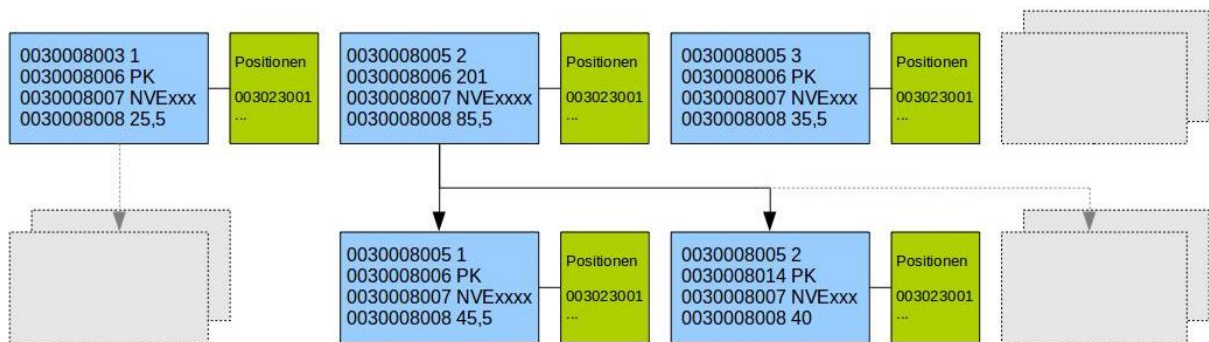 0030008003 1
0030008006 PK
0030008007 NVExxx
0030008008 25,5
Positionen
003023001
...
0030008005 2
0030008006 201
0030008007 NVExxxx
0030008008 85,5
Positionen
003023001
...
0030008005 3
0030008006 PK
0030008007 NVExxx
0030008008 35,5
Positionen
003023001
...
0030008005 1
0030008006 PK
0030008007 NVExxxx
0030008008 45,5
Positionen
003023001
...
0030008005 2
0030008014 PK
0030008007 NVExxx
0030008008 40
Positionen
003023001
...